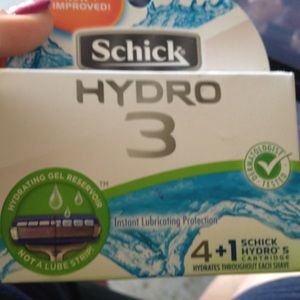 IMPROVED!
Schick
HYDRO
3
DERMATOLOGIST
TESTED
HYDRATING GEL RESERVOIR
NOT A LUBE STRIP
™
Instant Lubricating Protection
4+1 SCHICK
HYDRO 5
CARTRIDGE
HYDRATES THROUGHOUT EACH SHAVE